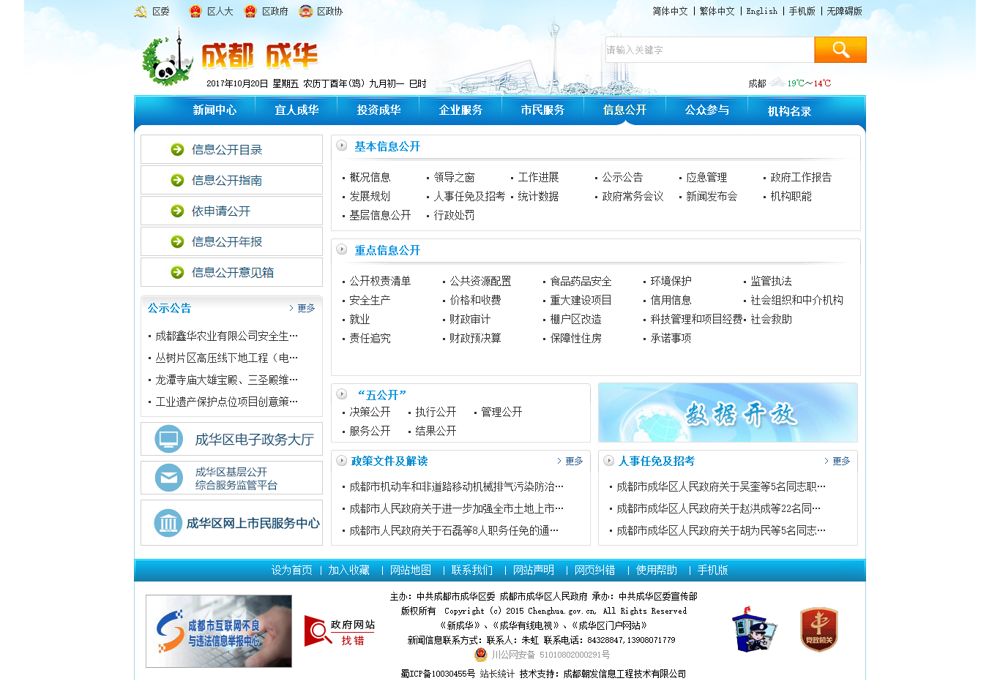 区委 区人大 区政府 区政协 简体中文 | 繁体中文 | English | 手机版 | 无障碍版
成都 成华
请输入关键字
2017年10月20日 星期五 农历丁酉年(鸡) 九月初一 巳时 成都 19℃～14℃
新闻中心 宜人成华 投资成华 企业服务 市民服务 信息公开 公众参与 机构名录
信息公开目录
信息公开指南
依申请公开
信息公开年报
信息公开意见箱
公示公告 更多
成都鑫华农业有限公司安全生…
丛树片区高压线下地工程（电…
龙潭寺庙大雄宝殿、三圣殿维…
工业遗产保护点位项目创意策…
成华区电子政务大厅
成华区基层公开
综合服务监管平台
成华区网上市民服务中心
基本信息公开
概况信息 领导之窗 工作进展 公示公告 应急管理 政府工作报告
发展规划 人事任免及招考 统计数据 政府常务会议 新闻发布会 机构职能
基层信息公开 行政处罚
重点信息公开
公开权责清单 公共资源配置 食品药品安全 环境保护 监管执法
安全生产 价格和收费 重大建设项目 信用信息 社会组织和中介机构
就业 财政审计 棚户区改造 科技管理和项目经费 社会救助
责任追究 财政预决算 保障性住房 承诺事项
“五公开”
决策公开 执行公开 管理公开
服务公开 结果公开
数据开放
政策文件及解读 更多
成都市机动车和非道路移动机械排气污染防治…
成都市人民政府关于进一步加强全市土地上市…
成都市人民政府关于石磊等8人职务任免的通…
人事任免及招考 更多
成都市成华区人民政府关于吴奎等5名同志职…
成都市成华区人民政府关于赵洪成等22名同…
成都市成华区人民政府关于胡为民等5名同志…
设为首页 | 加入收藏 | 网站地图 | 联系我们 | 网站声明 | 网页纠错 | 使用帮助 | 手机版
成都市互联网不良
与违法信息举报中心
政府网站
找错
主办：中共成都市成华区委 成都市成华区人民政府 承办：中共成华区委宣传部
版权所有 Copyright (c) 2015 Chenghua.gov.cn, All Rights Reserved
《新成华》、《成华有线电视》、《成华区门户网站》
新闻信息联系方式：联系人：朱虹 联系电话：84328847,13908071779
川公网安备 51010802000291号
蜀ICP备10030455号 站长统计 技术支持：成都朝发信息工程技术有限公司
党政机关